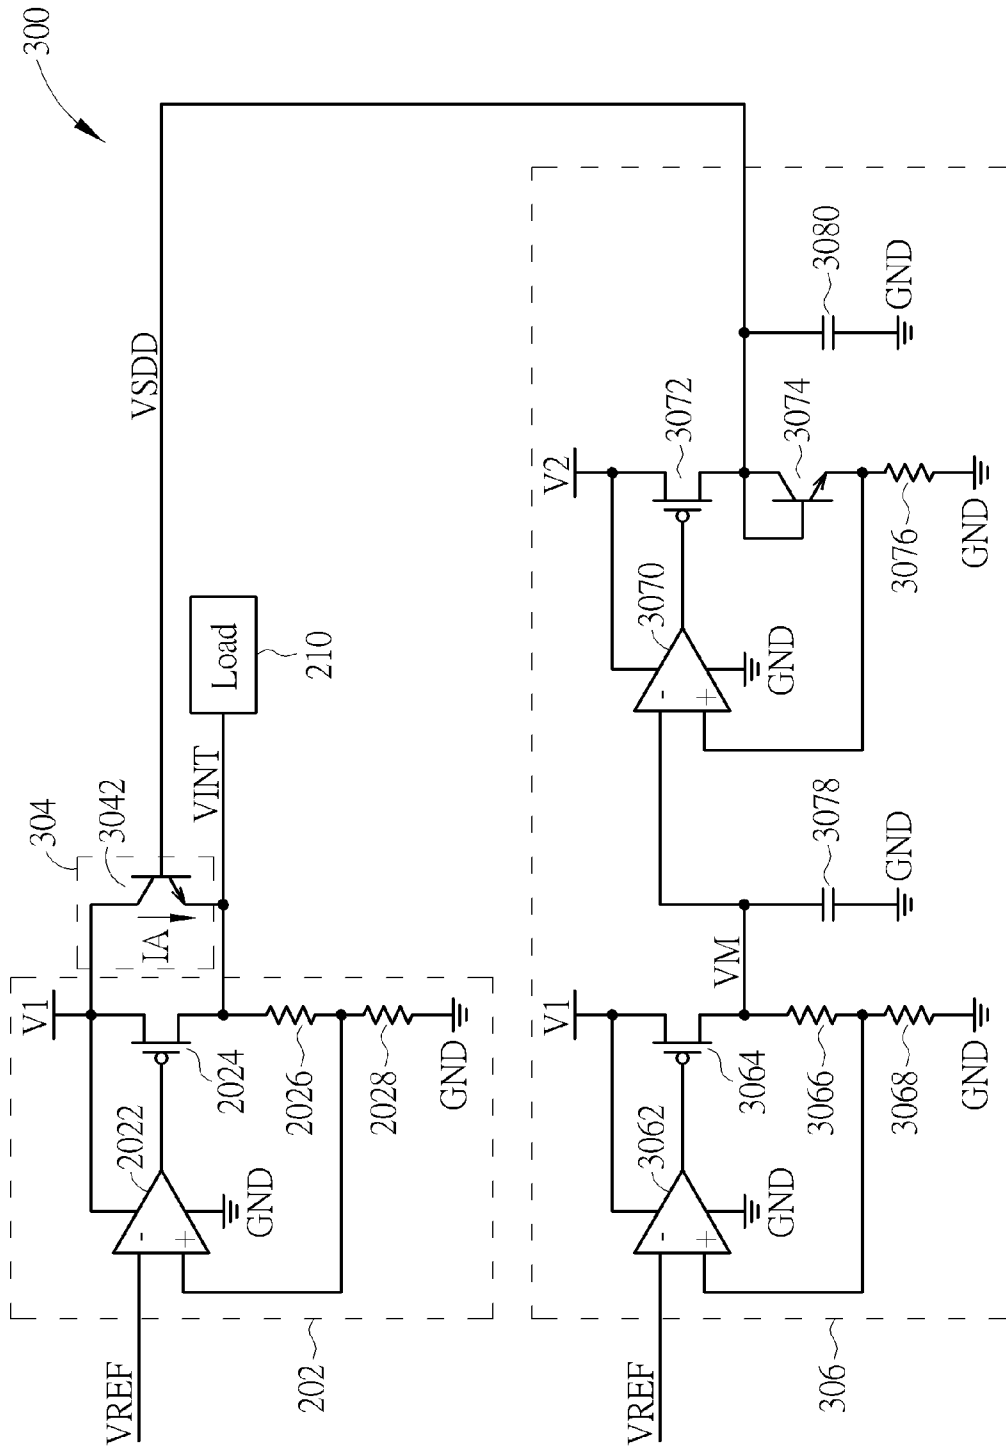 300
VSDD
304
3042
IA
V1
VINT
Load
210
2022
2024
2026
2028
-
+
GND
GND
VREF
202
V2
3072
3070
-
+
GND
3074
3076
GND
3080
GND
V1
VM
3078
GND
3062
-
+
GND
3064
3066
3068
GND
VREF
306